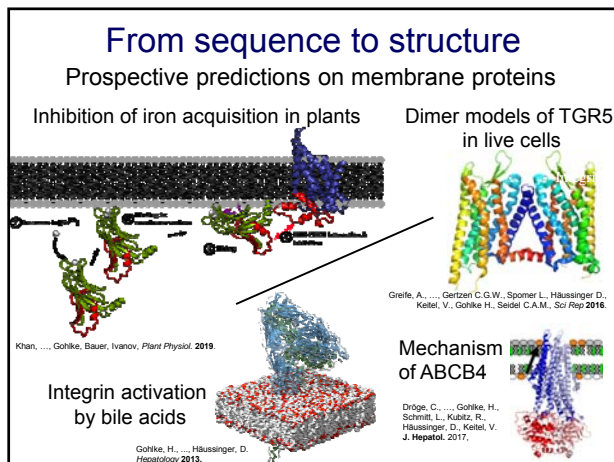 From sequence to structure
Prospective predictions on membrane proteins
Inhibition of iron acquisition in plants
Khan, ..., Gohlke, Bauer, Ivanov, Plant Physiol. 2019.
Dimer models of TGR5
in live cells
Greife, A., ..., Gertzen C.G.W., Spomer L., Häussinger D.,
Keitel, V., Gohlke H., Seidel C.A.M., Sci Rep 2016.
Integrin activation
by bile acids
Gohlke, H., ..., Häussinger, D.
Hepatology 2013.
Mechanism
of ABCB4
Dröge, C., ..., Gohlke, H.,
Schmitt, L., Kubitz, R.,
Häussinger, D., Keitel, V.
J. Hepatol. 2017,